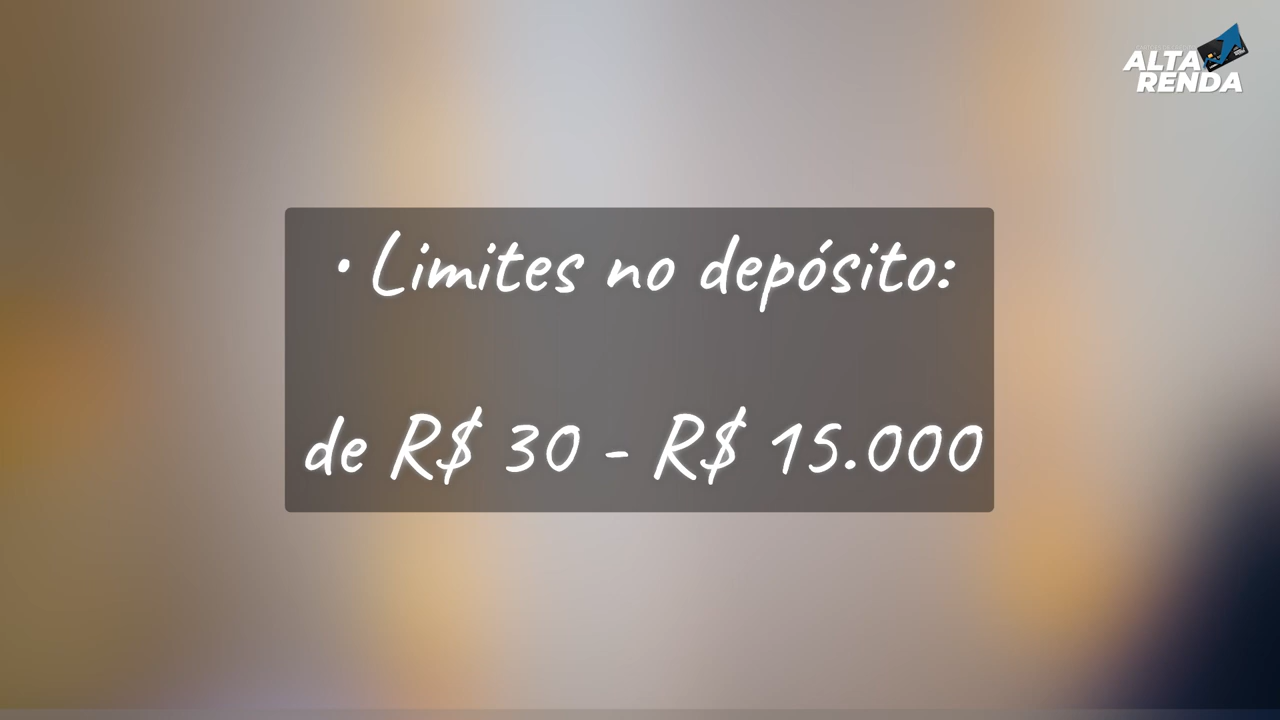 ALTA
RENDA
• Limites no depósito:
de R$ 30 - R$ 15.000